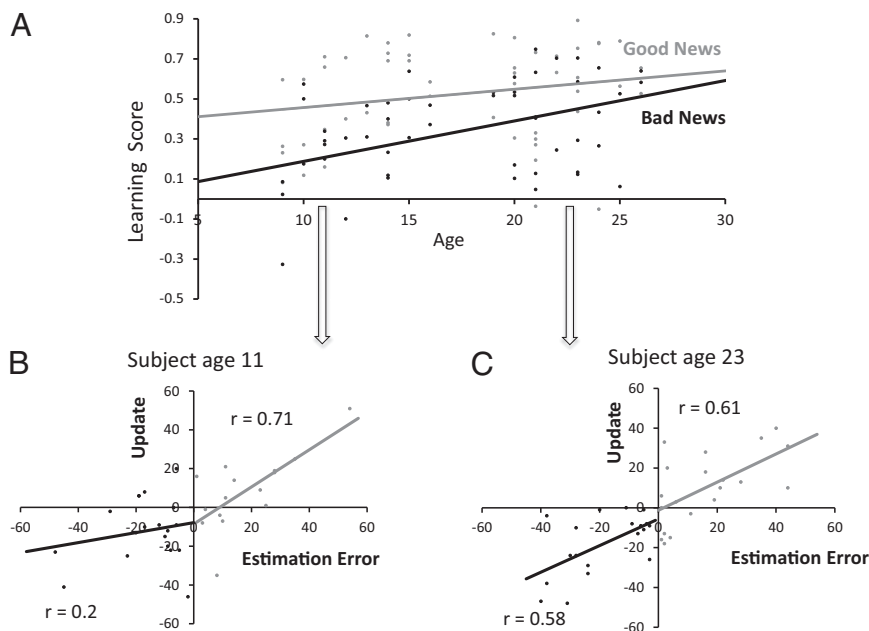 A
0.9
0.7
0.5
0.3
0.1
-0.1
-0.3
-0.5
Learning Score
Good News
Bad News
5 10 15 20 25 30
Age
B
Subject age 11
Update
60
40
20
0
-20
-40
-60
-60 -40 -20 0 20 40 60
r = 0.71
Estimation Error
r = 0.2
C
Subject age 23
Update
60
40
20
0
-20
-40
-60
-60 -40 -20 0 20 40 60
r = 0.61
Estimation Error
r = 0.58